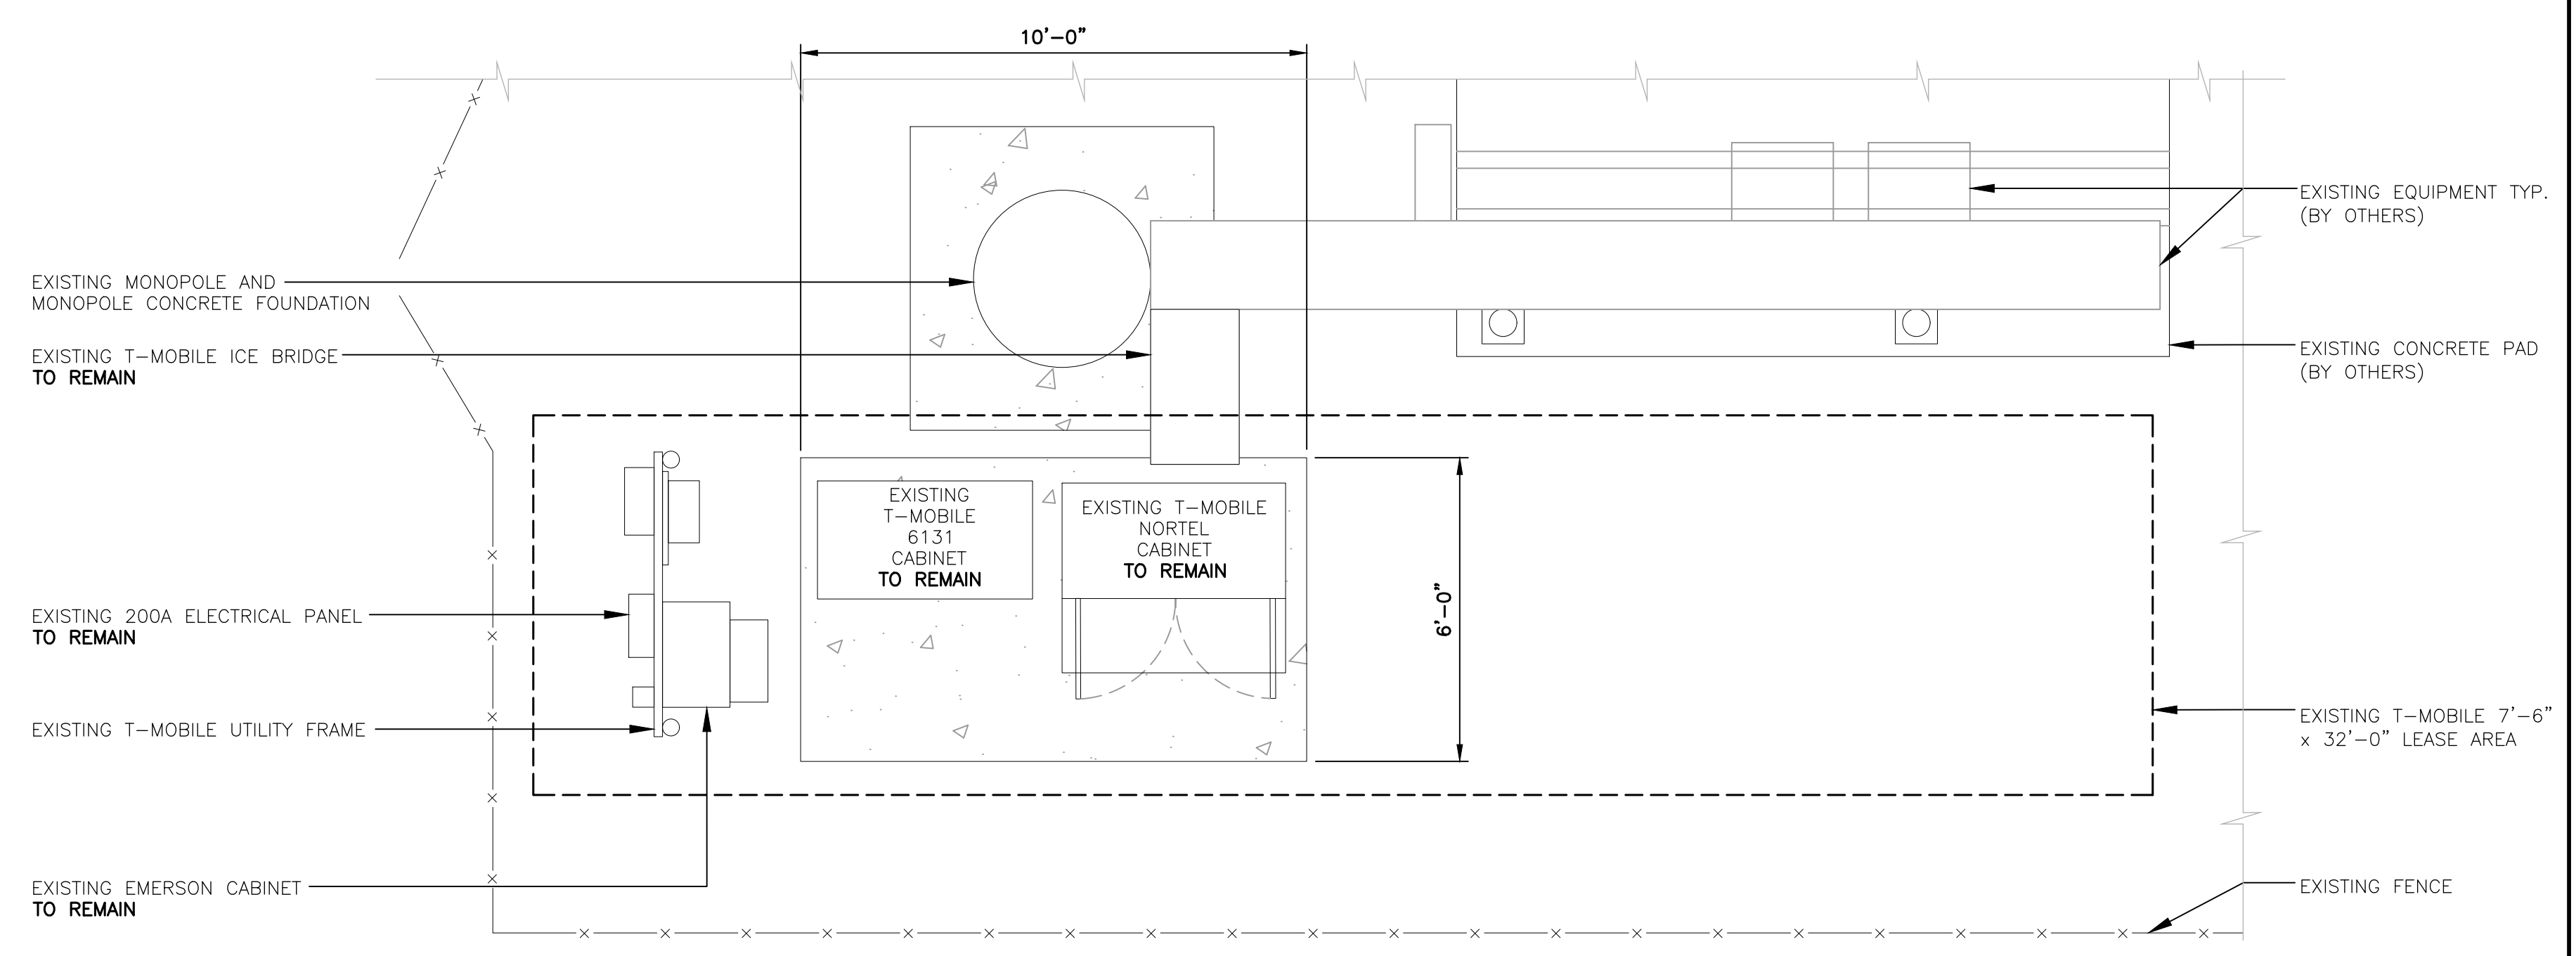 10'-0"
EXISTING EQUIPMENT TYP.
(BY OTHERS)
EXISTING MONOPOLE AND
MONOPOLE CONCRETE FOUNDATION
EXISTING T-MOBILE ICE BRIDGE
TO REMAIN
EXISTING CONCRETE PAD
(BY OTHERS)
EXISTING
T-MOBILE
6131
CABINET
TO REMAIN
EXISTING T-MOBILE
NORTEL
CABINET
TO REMAIN
6'-0"
EXISTING 200A ELECTRICAL PANEL
TO REMAIN
EXISTING T-MOBILE UTILITY FRAME
EXISTING T-MOBILE 7'-6"
x 32'-0" LEASE AREA
EXISTING EMERSON CABINET
TO REMAIN
EXISTING FENCE